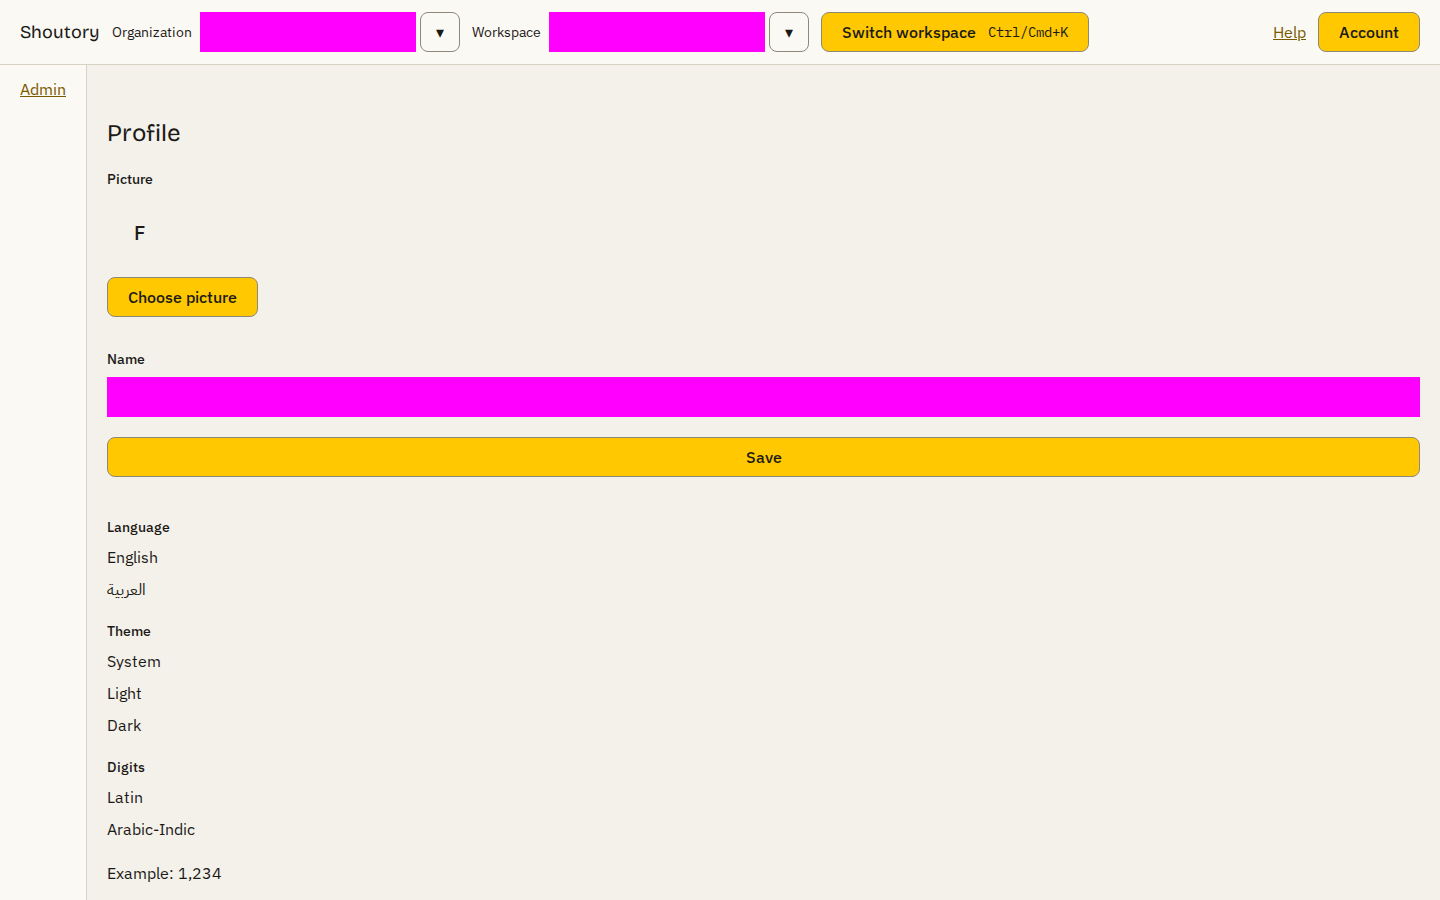 Shoutory Organization ▾ Workspace ▾ Switch workspace Ctrl/Cmd+K Help Account
Admin
Profile
Picture
F
Choose picture
Name
Save
Language
English
العربية
Theme
System
Light
Dark
Digits
Latin
Arabic-Indic
Example: 1,234